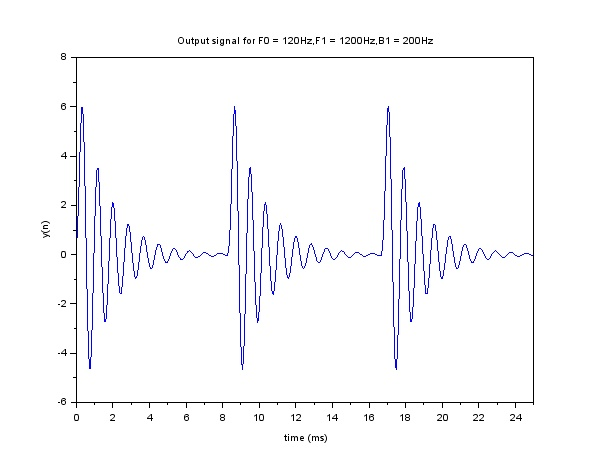 Output signal for F0 = 120Hz,F1 = 1200Hz,B1 = 200Hz
8
6
4
2
0
-2
-4
-6
y(n)
0 2 4 6 8 10 12 14 16 18 20 22 24
time (ms)